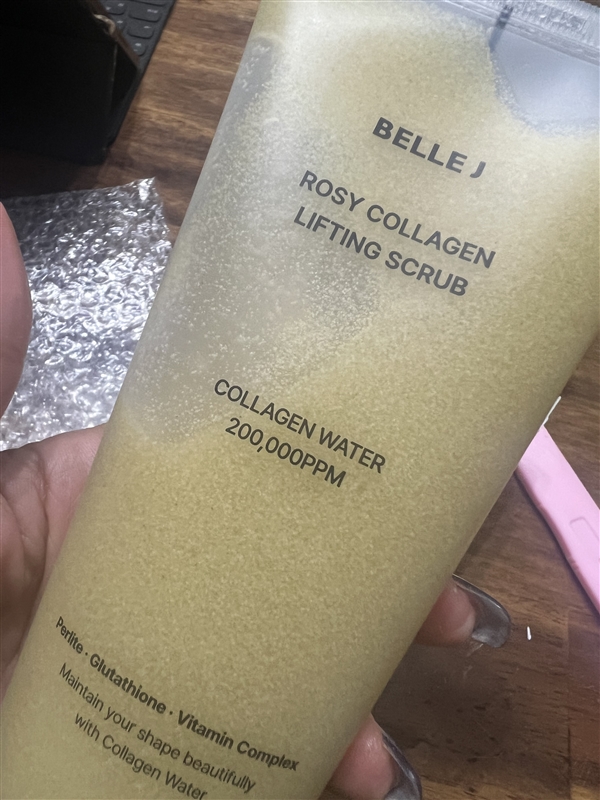 BELLE J
ROSY COLLAGEN
LIFTING SCRUB
COLLAGEN WATER
200,000PPM
Perlite · Glutathione · Vitamin Complex
Maintain your shape beautifully
with Collagen Water